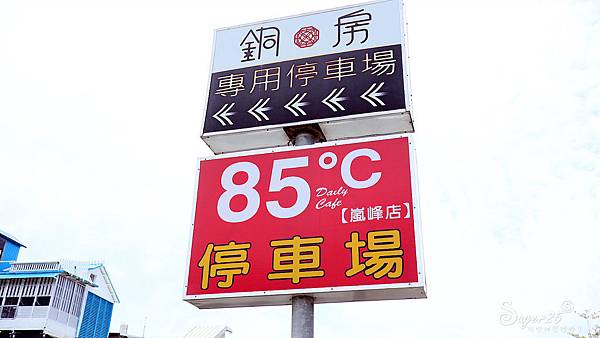 銅房
專用停車場
85°C
Daily
Cafe
【嵐峰店】
停車場
Super25